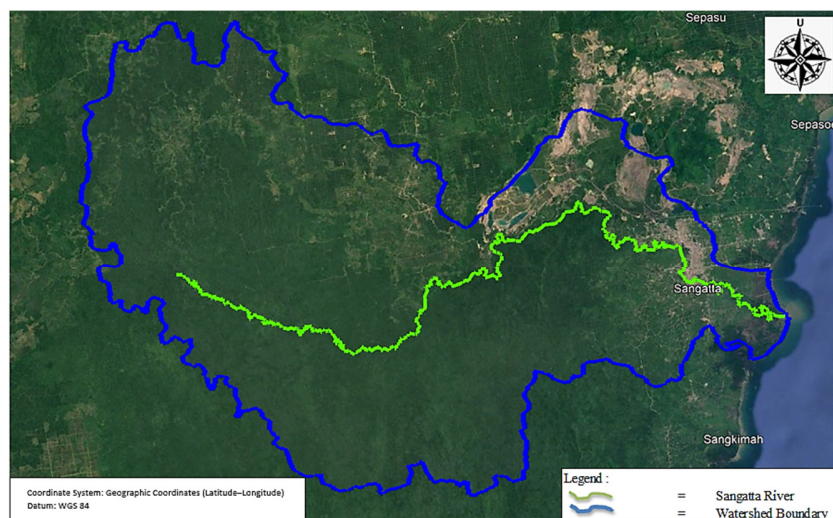 Sepasu
U
Sepasoe
Sangatta
Sangkimah
Coordinate System: Geographic Coordinates (Latitude–Longitude)
Datum: WGS 84
Legend :
= Sangatta River
= Watershed Boundary